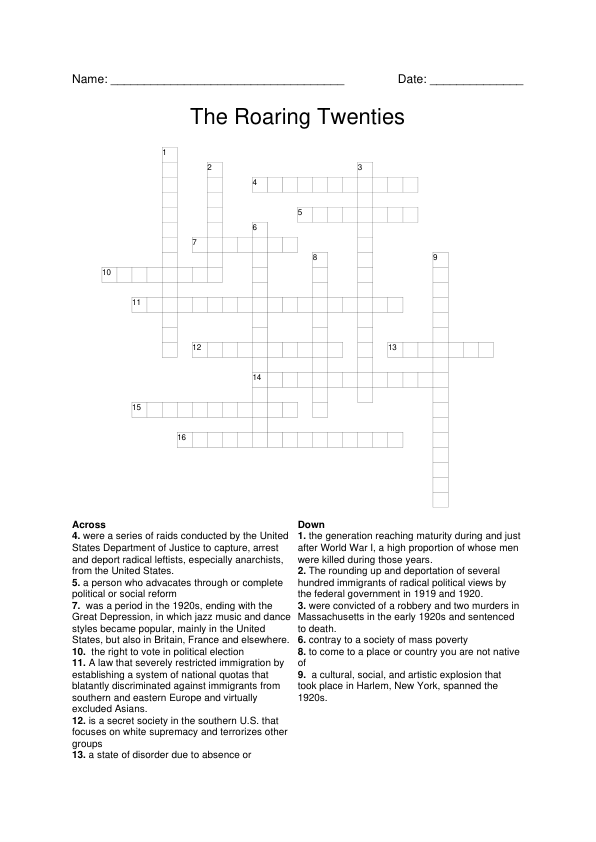 Name: ___________________________________ Date: ______________
The Roaring Twenties
1
2
3
4
5
6
7
8
9
10
11
12
13
14
15
16
Across
4. were a series of raids conducted by the United
States Department of Justice to capture, arrest
and deport radical leftists, especially anarchists,
from the United States.
5. a person who advocates through or complete
political or social reform
7. was a period in the 1920s, ending with the
Great Depression, in which jazz music and dance
styles became popular, mainly in the United
States, but also in Britain, France and elsewhere.
10. the right to vote in political election
11. A law that severely restricted immigration by
establishing a system of national quotas that
blatantly discriminated against immigrants from
southern and eastern Europe and virtually
excluded Asians.
12. is a secret society in the southern U.S. that
focuses on white supremacy and terrorizes other
groups
13. a state of disorder due to absence or
Down
1. the generation reaching maturity during and just
after World War I, a high proportion of whose men
were killed during those years.
2. The rounding up and deportation of several
hundred immigrants of radical political views by
the federal government in 1919 and 1920.
3. were convicted of a robbery and two murders in
Massachusetts in the early 1920s and sentenced
to death.
6. contray to a society of mass poverty
8. to come to a place or country you are not native
of
9. a cultural, social, and artistic explosion that
took place in Harlem, New York, spanned the
1920s.